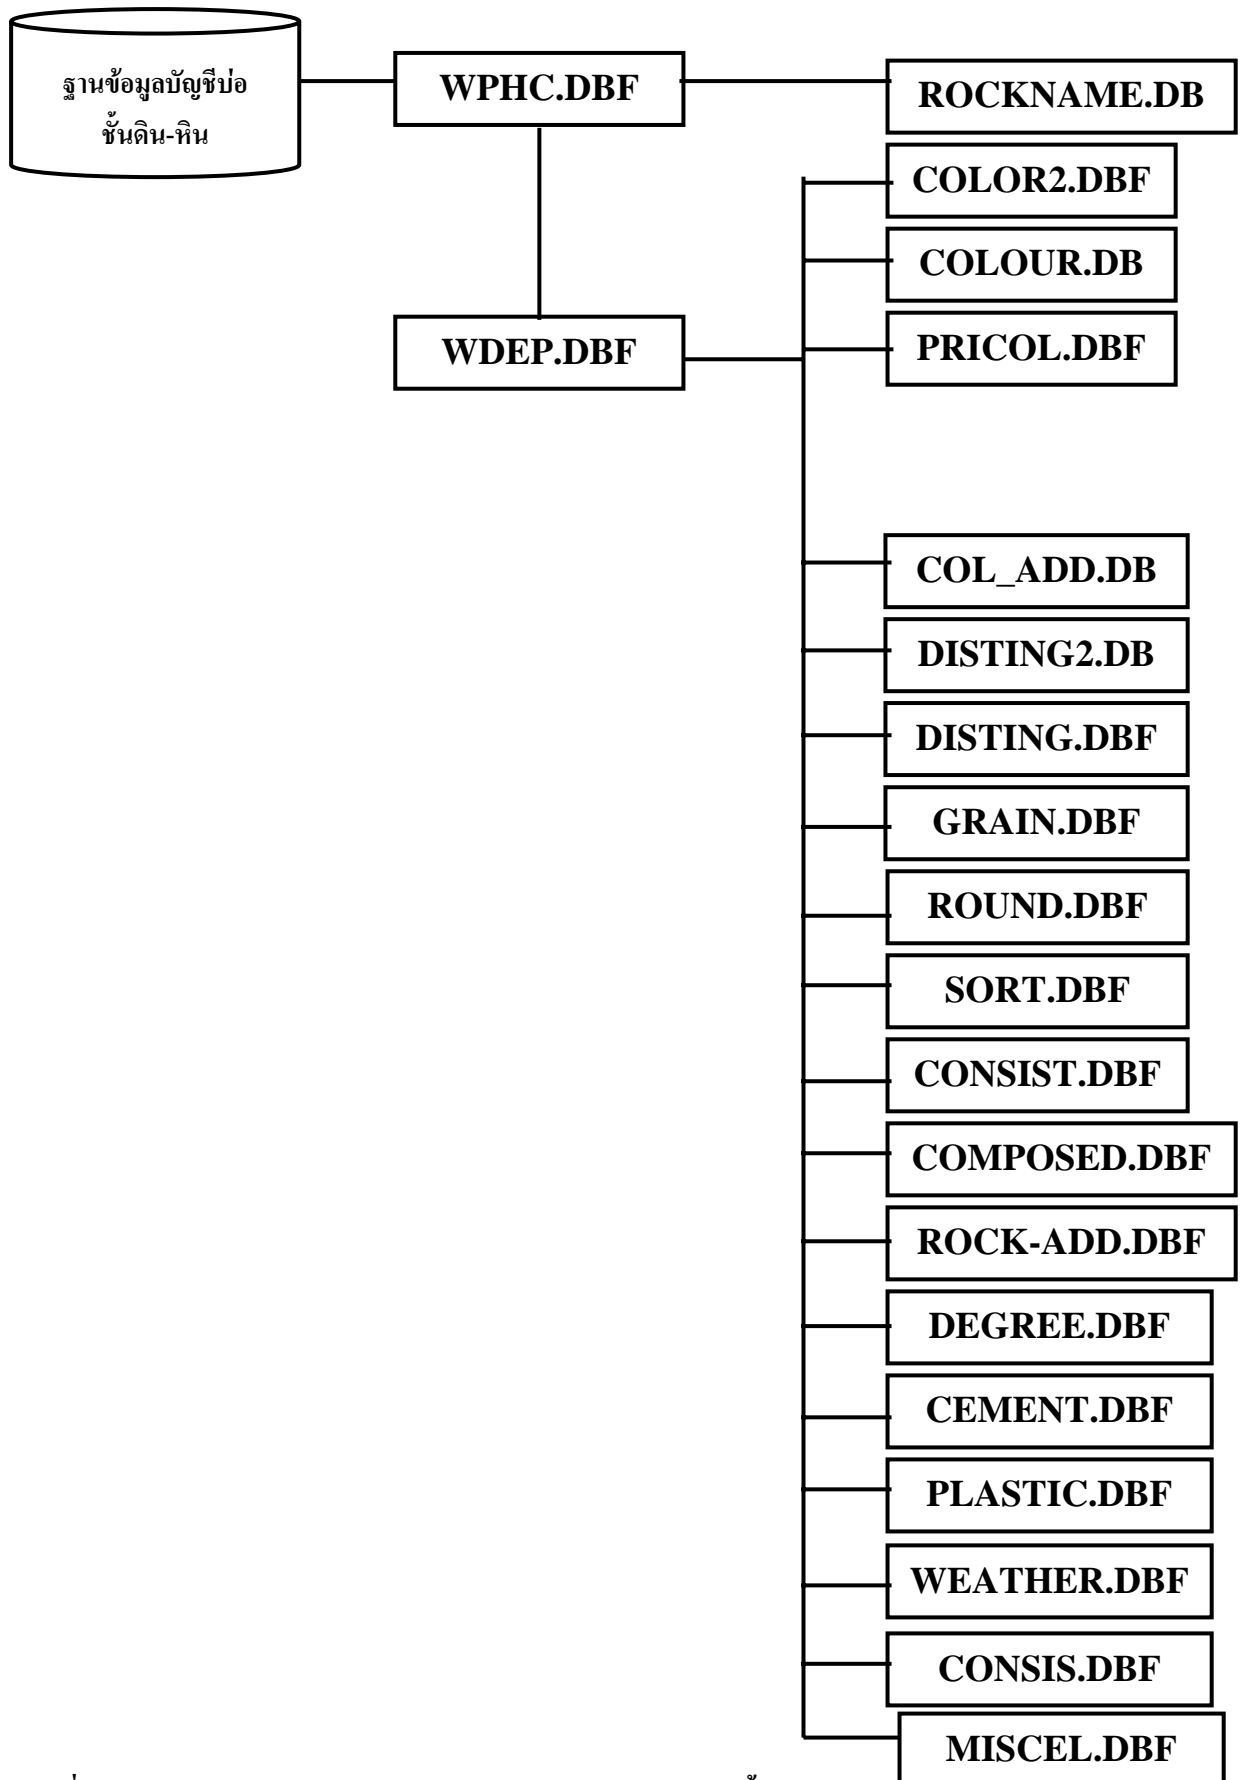 ฐานข้อมูลบัญชีบ่อ
ชั้นดิน-หิน
WPHC.DBF
ROCKNAME.DB
COLOR2.DBF
COLOUR.DB
WDEP.DBF
PRICOL.DBF
COL_ADD.DB
DISTING2.DB
DISTING.DBF
GRAIN.DBF
ROUND.DBF
SORT.DBF
CONSIST.DBF
COMPOSED.DBF
ROCK-ADD.DBF
DEGREE.DBF
CEMENT.DBF
PLASTIC.DBF
WEATHER.DBF
CONSIS.DBF
MISCEL.DBF